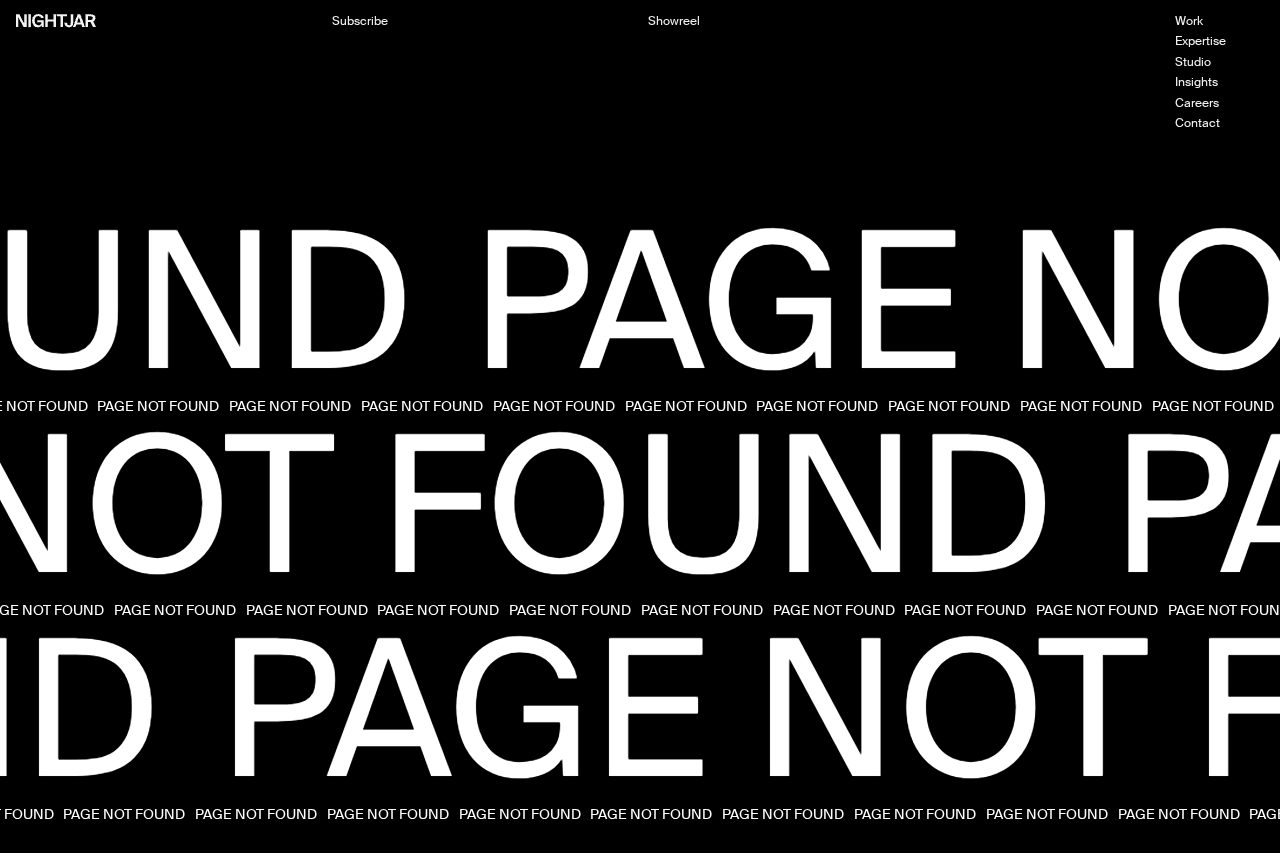 NIGHTJAR
Subscribe
Showreel
Work
Expertise
Studio
Insights
Careers
Contact
UND PAGE NO
E NOT FOUND PAGE NOT FOUND PAGE NOT FOUND PAGE NOT FOUND PAGE NOT FOUND PAGE NOT FOUND PAGE NOT FOUND PAGE NOT FOUND PAGE NOT FOUND PAGE NOT FOUND
NOT FOUND PA
GE NOT FOUND PAGE NOT FOUND PAGE NOT FOUND PAGE NOT FOUND PAGE NOT FOUND PAGE NOT FOUND PAGE NOT FOUND PAGE NOT FOUND PAGE NOT FOUND PAGE NOT FOUN
ND PAGE NOT F
T FOUND PAGE NOT FOUND PAGE NOT FOUND PAGE NOT FOUND PAGE NOT FOUND PAGE NOT FOUND PAGE NOT FOUND PAGE NOT FOUND PAGE NOT FOUND PAGE NOT FOUND PAGE